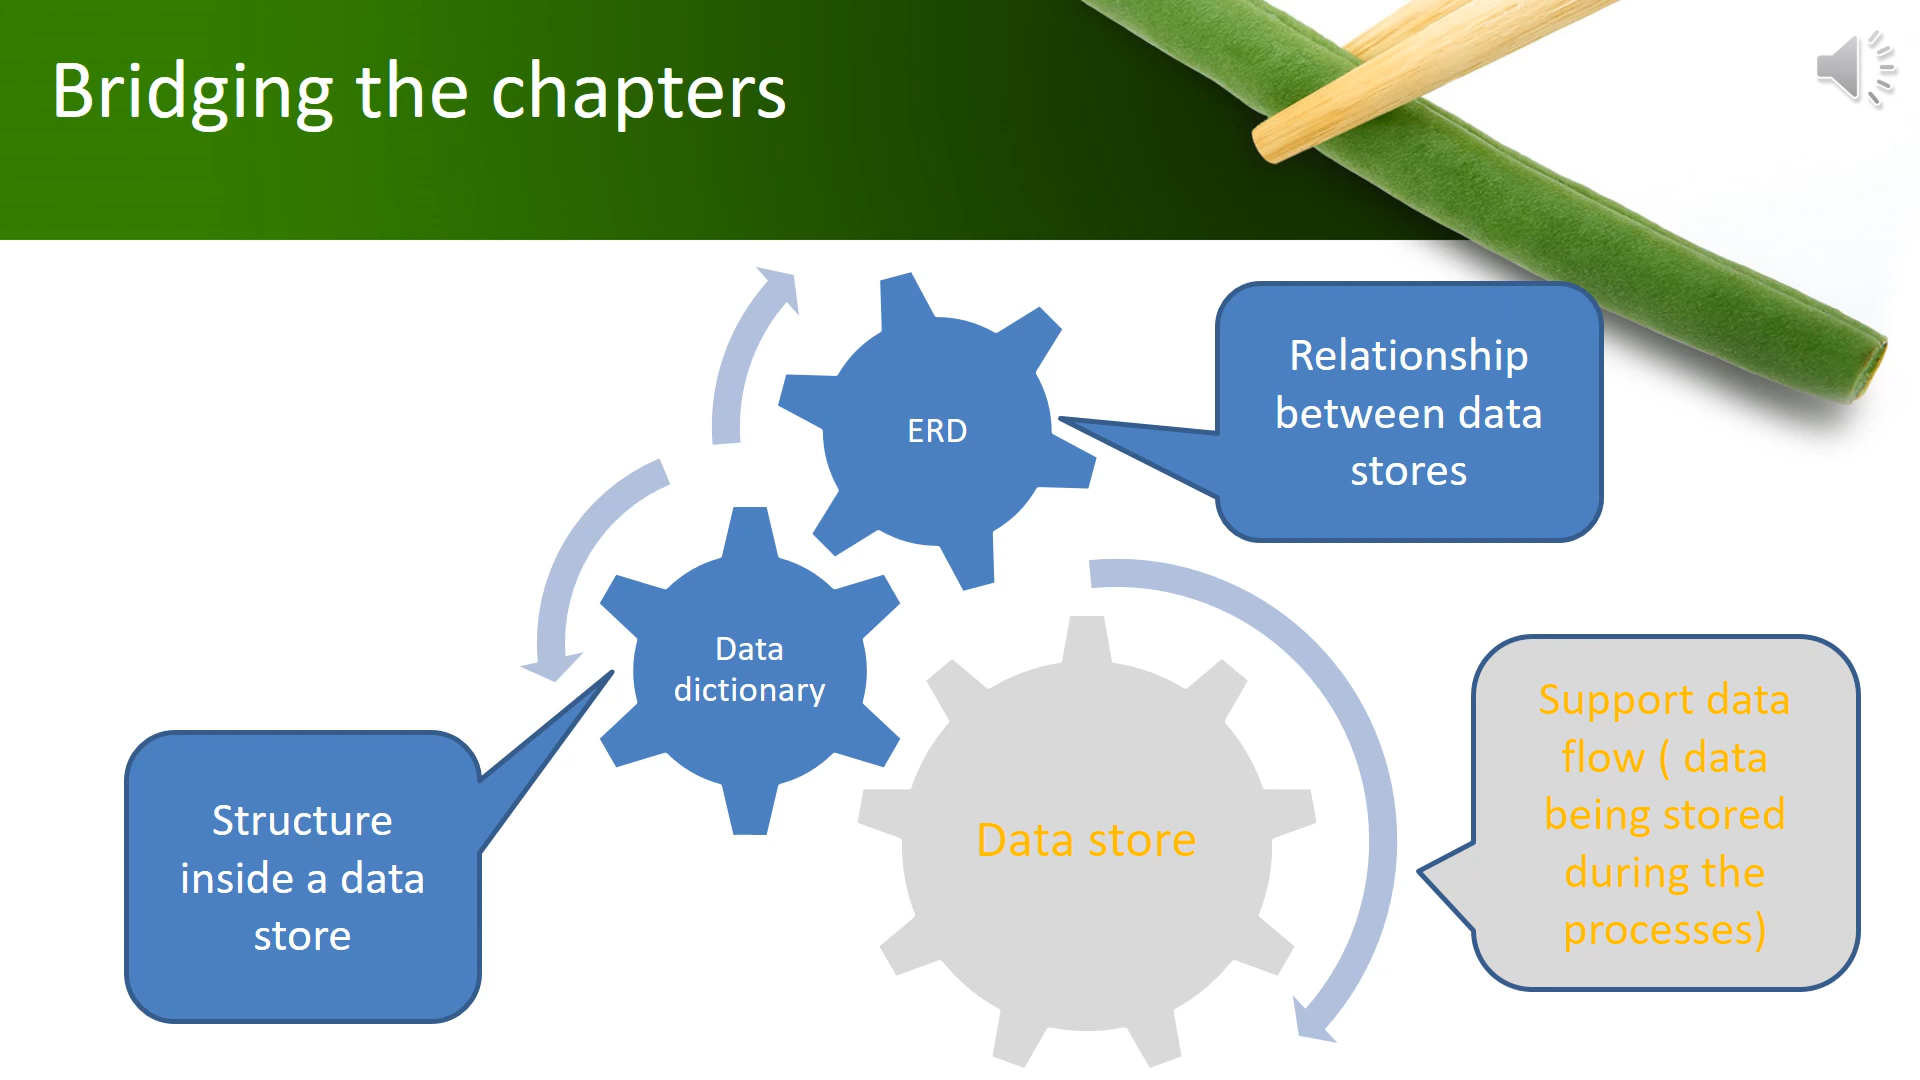 Bridging the chapters
ERD
Relationship
between data
stores
Data
dictionary
Structure
inside a data
store
Data store
Support data
flow ( data
being stored
during the
processes)